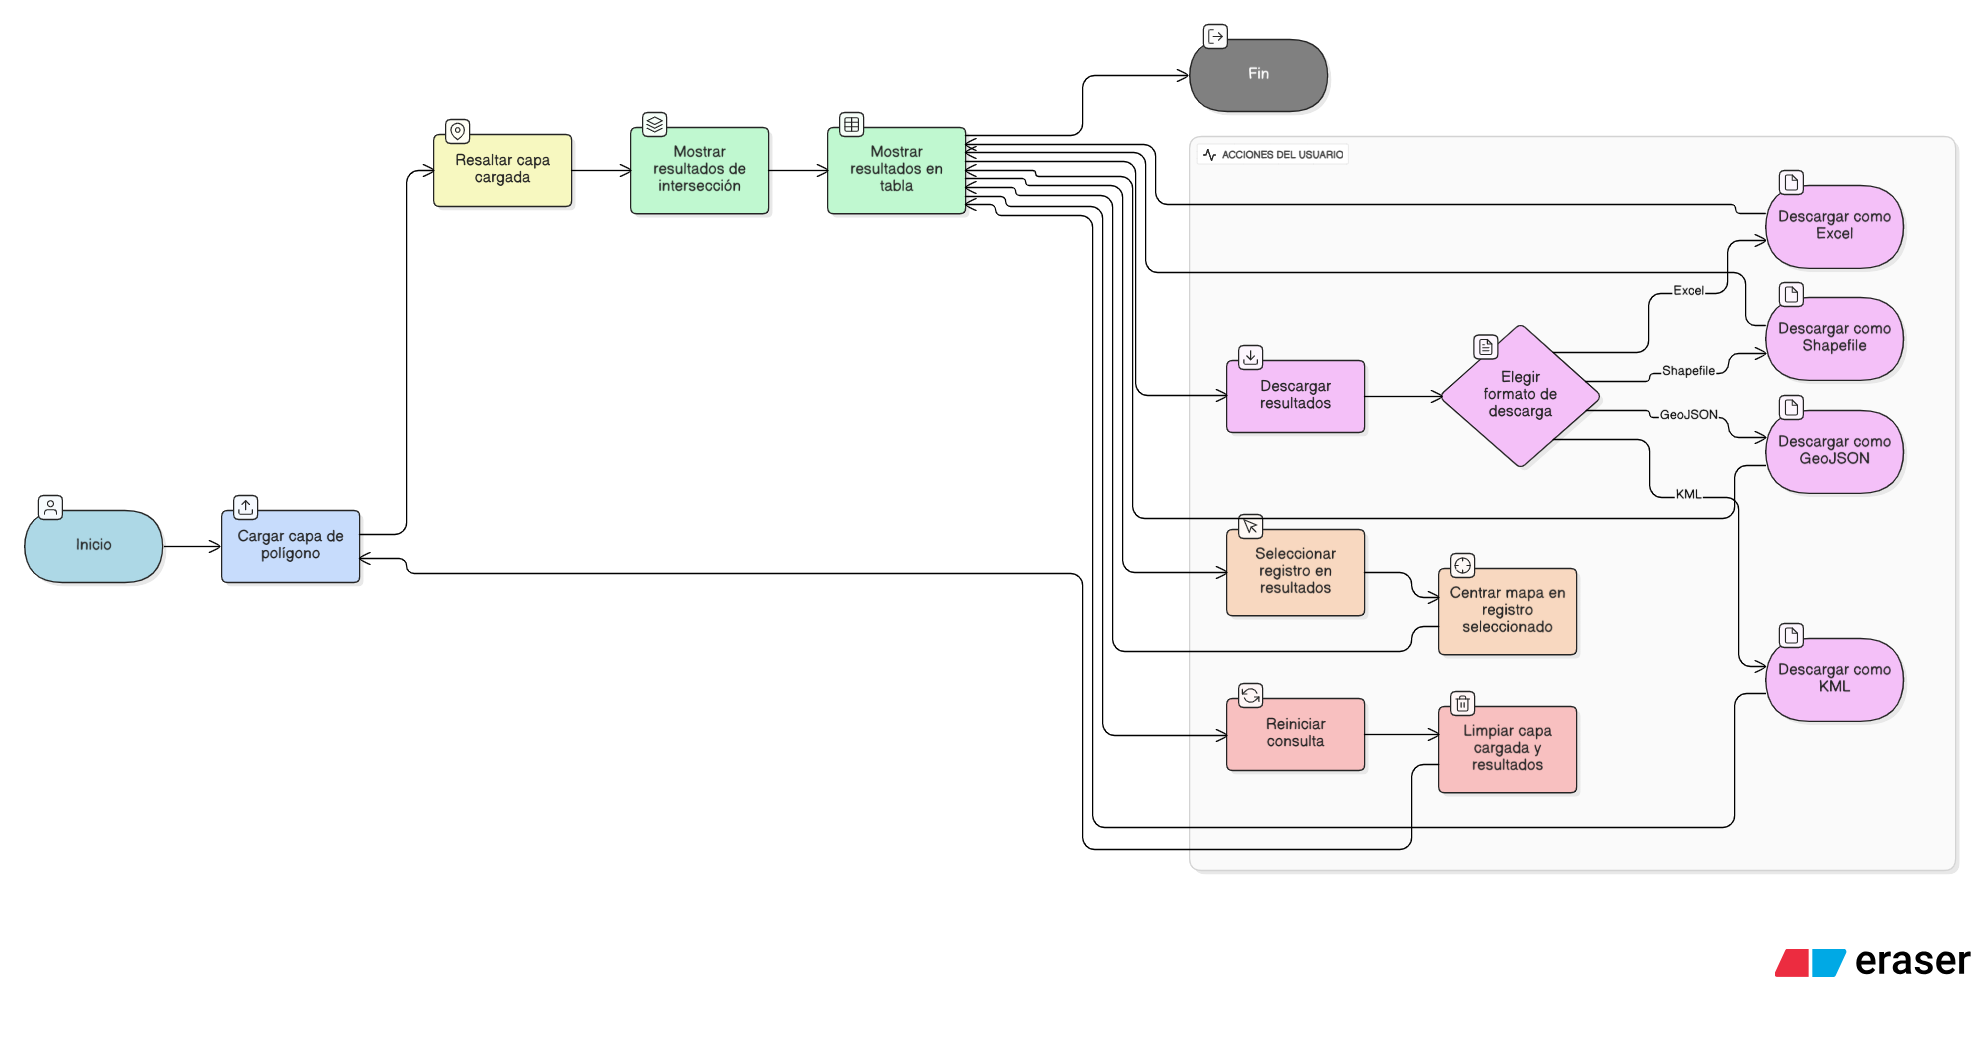 Fin
ACCIONES DEL USUARIO
Resaltar capa
cargada
Mostrar
resultados de
intersección
Mostrar
resultados en
tabla
Descargar como
Excel
Excel
Descargar como
Shapefile
Shapefile
Descargar
resultados
Elegir
formato de
descarga
GeoJSON
Descargar como
GeoJSON
KML
Inicio
Cargar capa de
polígono
Seleccionar
registro en
resultados
Centrar mapa en
registro
seleccionado
Descargar como
KML
Reiniciar
consulta
Limpiar capa
cargada y
resultados
eraser